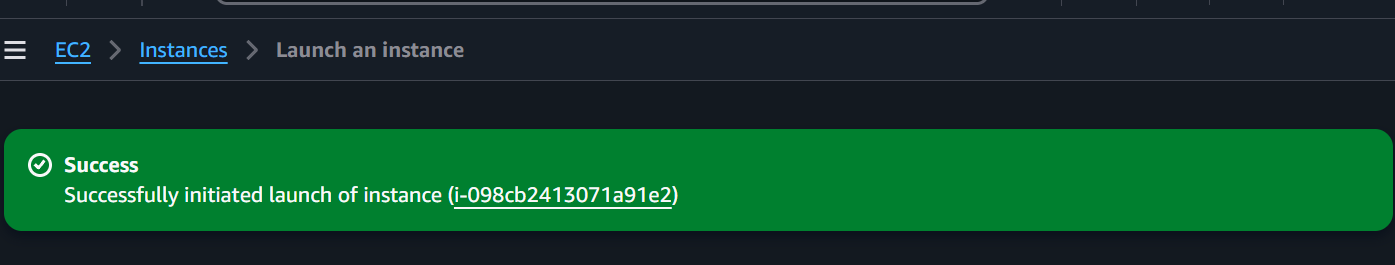 EC2 > Instances > Launch an instance
Success
Successfully initiated launch of instance (i-098cb2413071a91e2)